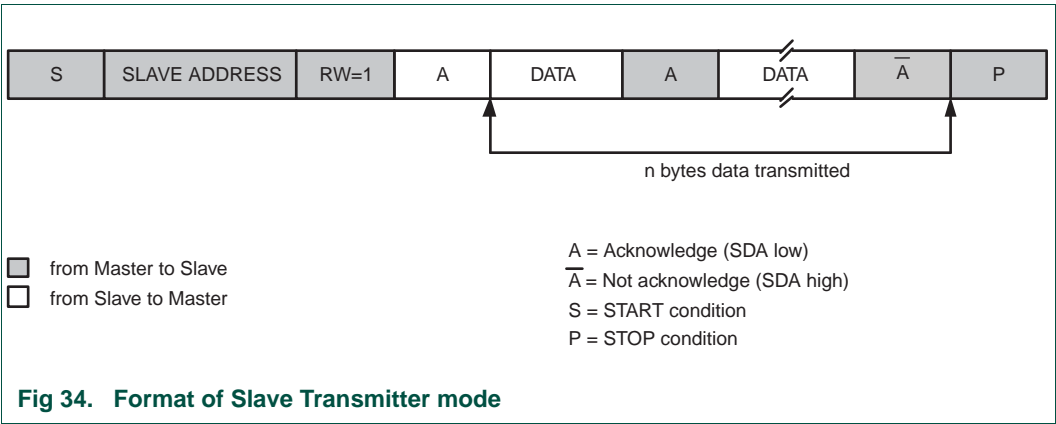 S SLAVE ADDRESS RW=1 A DATA A DATA A̅ P
n bytes data transmitted
from Master to Slave
from Slave to Master
A = Acknowledge (SDA low)
A̅ = Not acknowledge (SDA high)
S = START condition
P = STOP condition
Fig 34. Format of Slave Transmitter mode